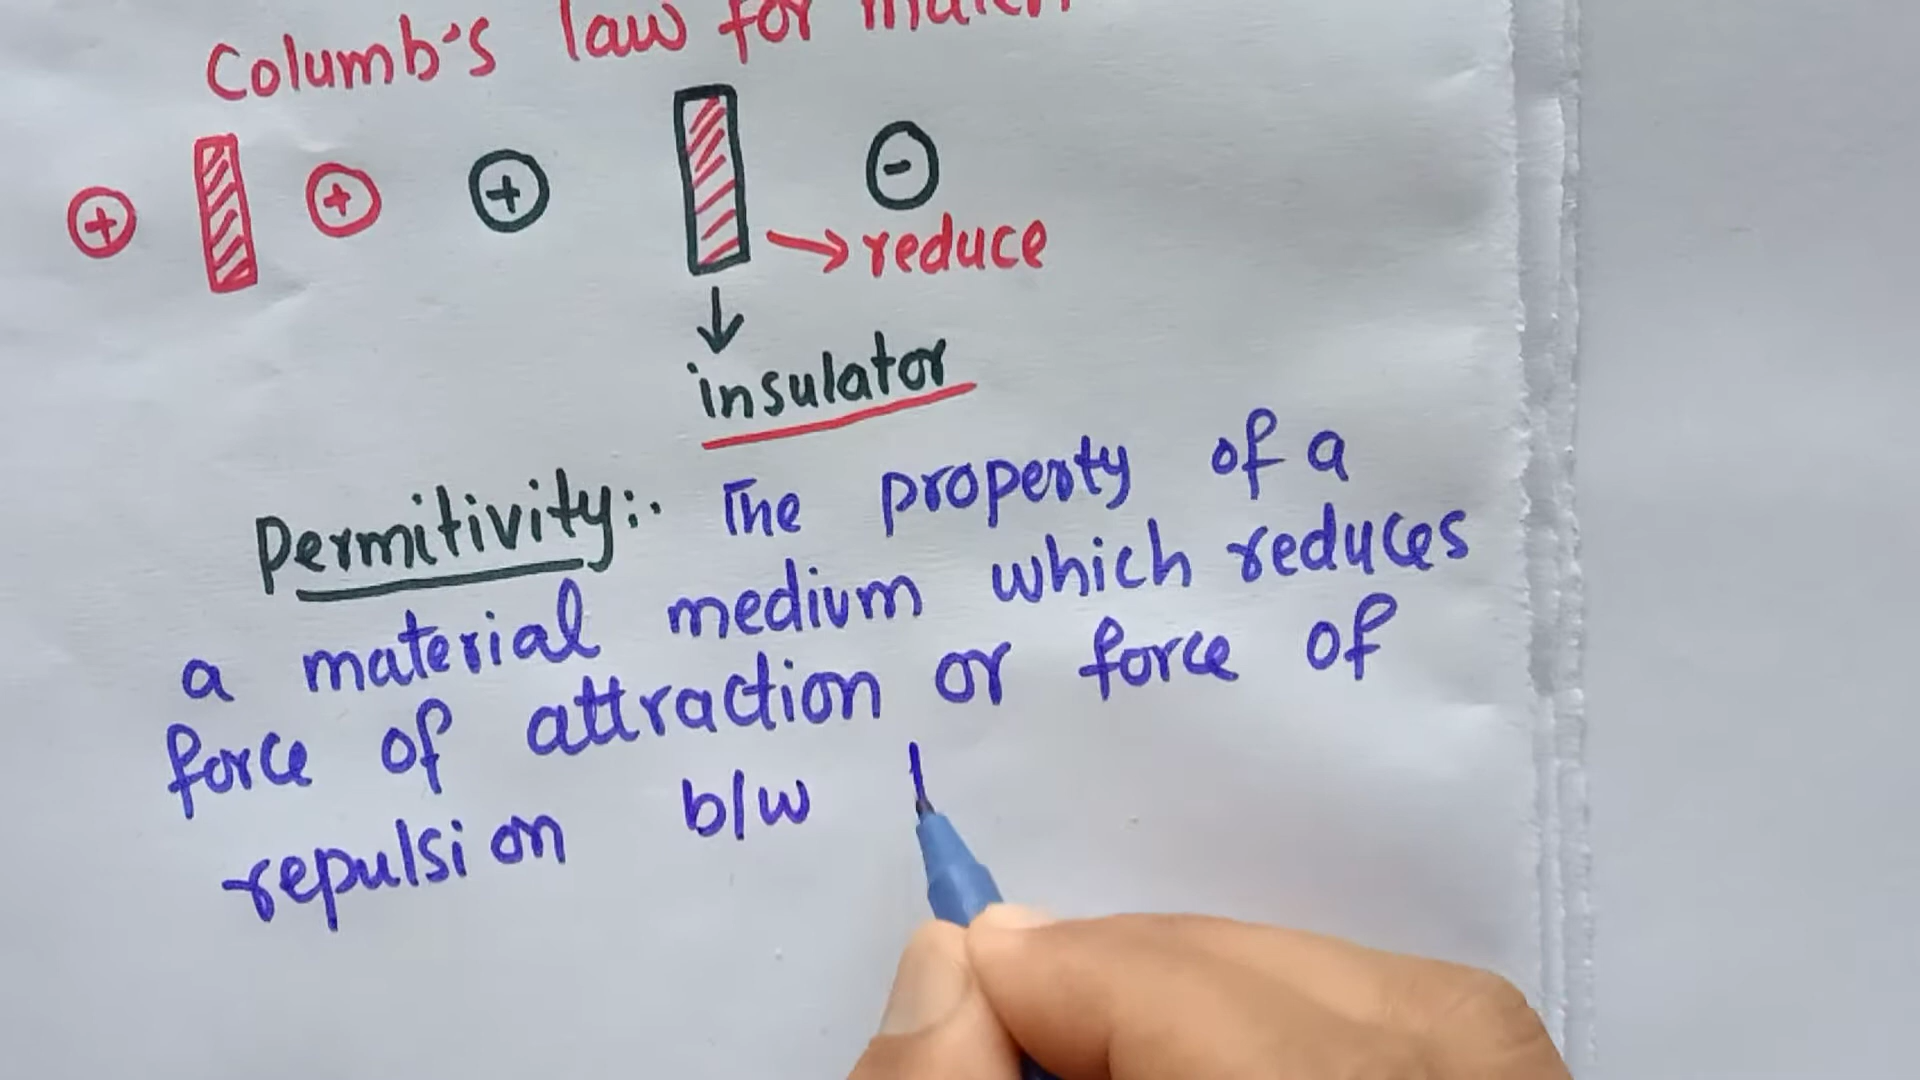 Columb's law for
+ + + -
→ reduce
↓
insulator
Permitivity:. The property of a
a material medium which reduces
force of attraction or force of
repulsion b/w